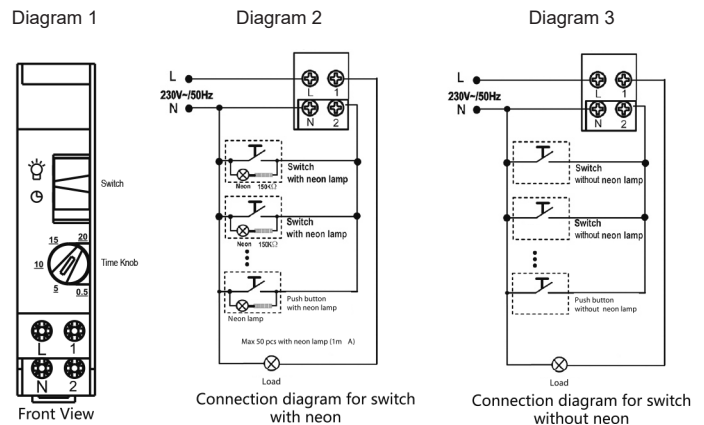 Diagram 1
Diagram 2
Diagram 3
Switch
Time Knob
15
20
10
5
0.5
L
1
N
2
Front View
L
230V~/50Hz
N
L
1
N
2
Switch
with neon lamp
Neon 150KΩ
Switch
with neon lamp
Neon 150KΩ
Push button
with neon lamp
Neon lamp
Max 50 pcs with neon lamp (1m A)
Load
Connection diagram for switch
with neon
L
230V~/50Hz
N
L
1
N
2
Switch
without neon lamp
Switch
without neon lamp
Push button
without neon lamp
Load
Connection diagram for switch
without neon